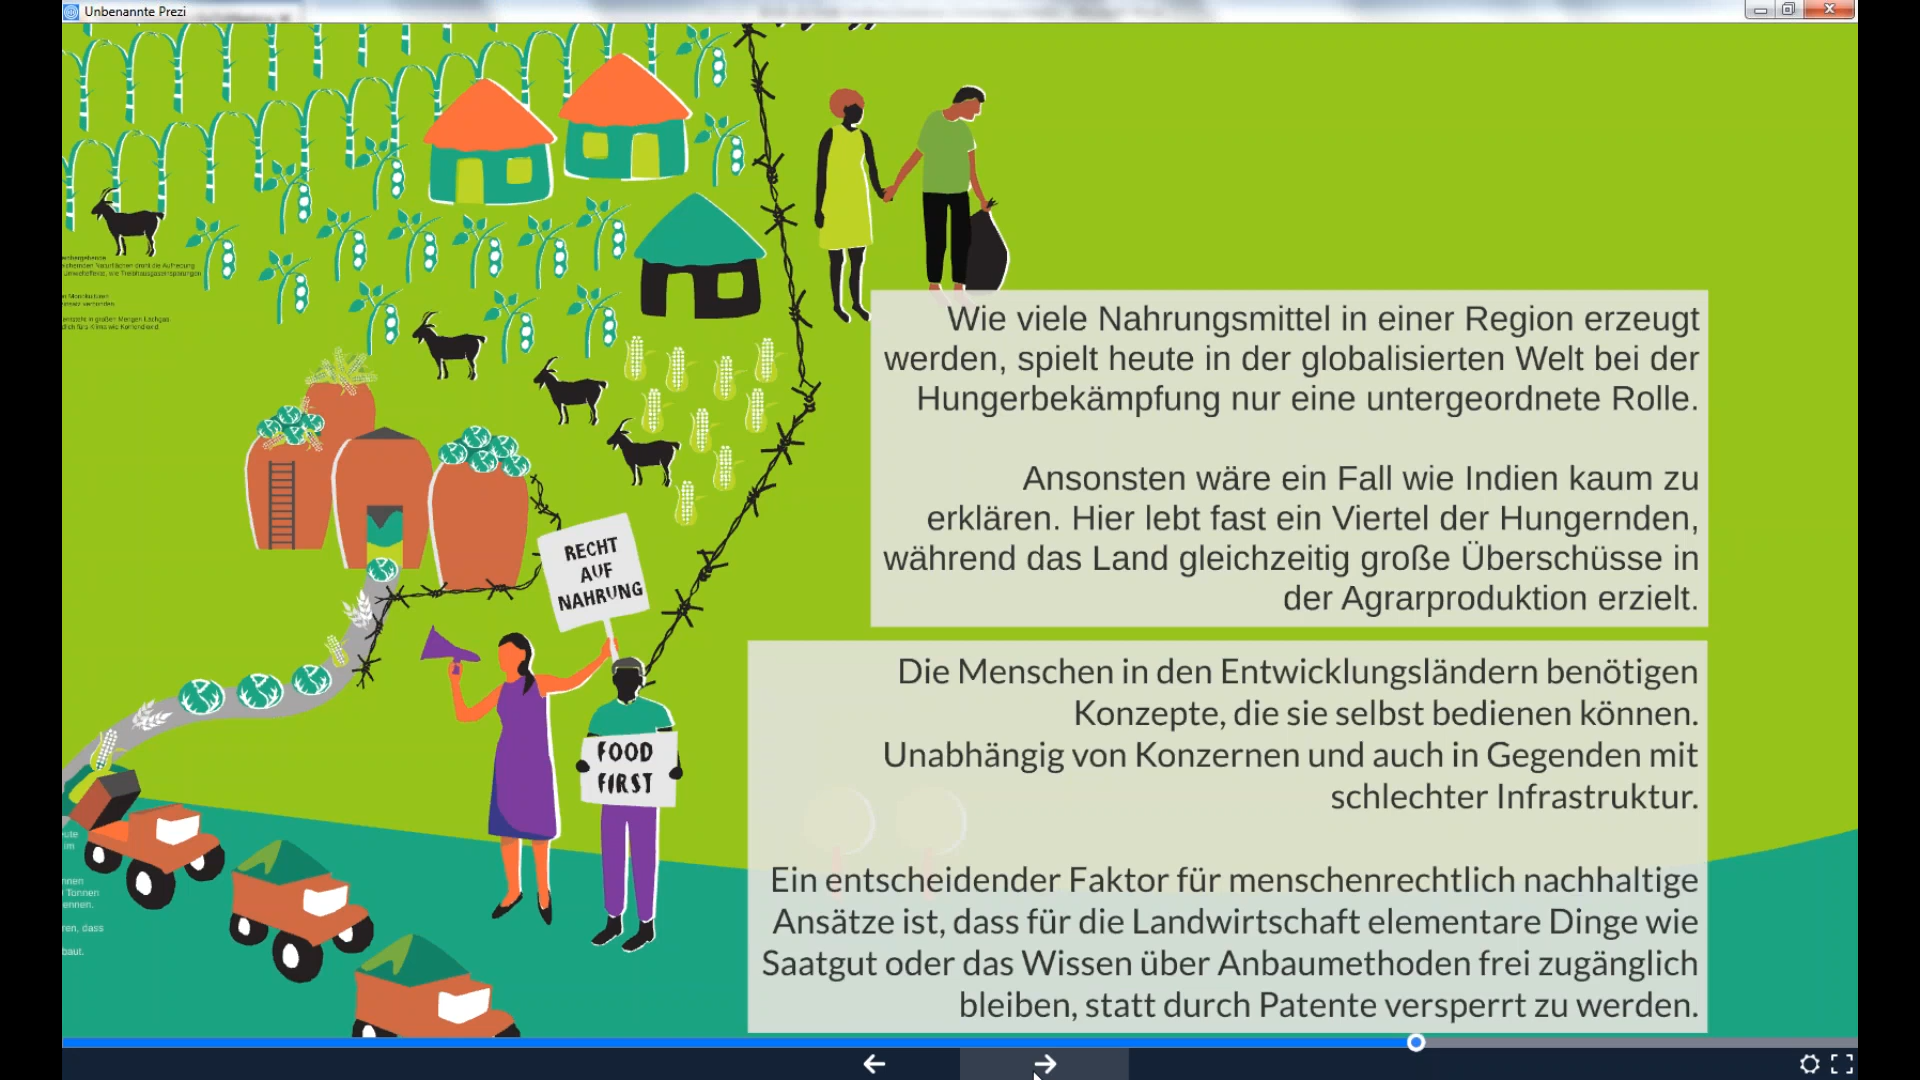 Unbenannte Prezi
RECHT
AUF
NAHRUNG
FOOD
FIRST
Wie viele Nahrungsmittel in einer Region erzeugt
werden, spielt heute in der globalisierten Welt bei der
Hungerbekämpfung nur eine untergeordnete Rolle.
Ansonsten wäre ein Fall wie Indien kaum zu
erklären. Hier lebt fast ein Viertel der Hungernden,
während das Land gleichzeitig große Überschüsse in
der Agrarproduktion erzielt.
Die Menschen in den Entwicklungsländern benötigen
Konzepte, die sie selbst bedienen können.
Unabhängig von Konzernen und auch in Gegenden mit
schlechter Infrastruktur.
Ein entscheidender Faktor für menschenrechtlich nachhaltige
Ansätze ist, dass für die Landwirtschaft elementare Dinge wie
Saatgut oder das Wissen über Anbaumethoden frei zugänglich
bleiben, statt durch Patente versperrt zu werden.
im
Tonnen
dass